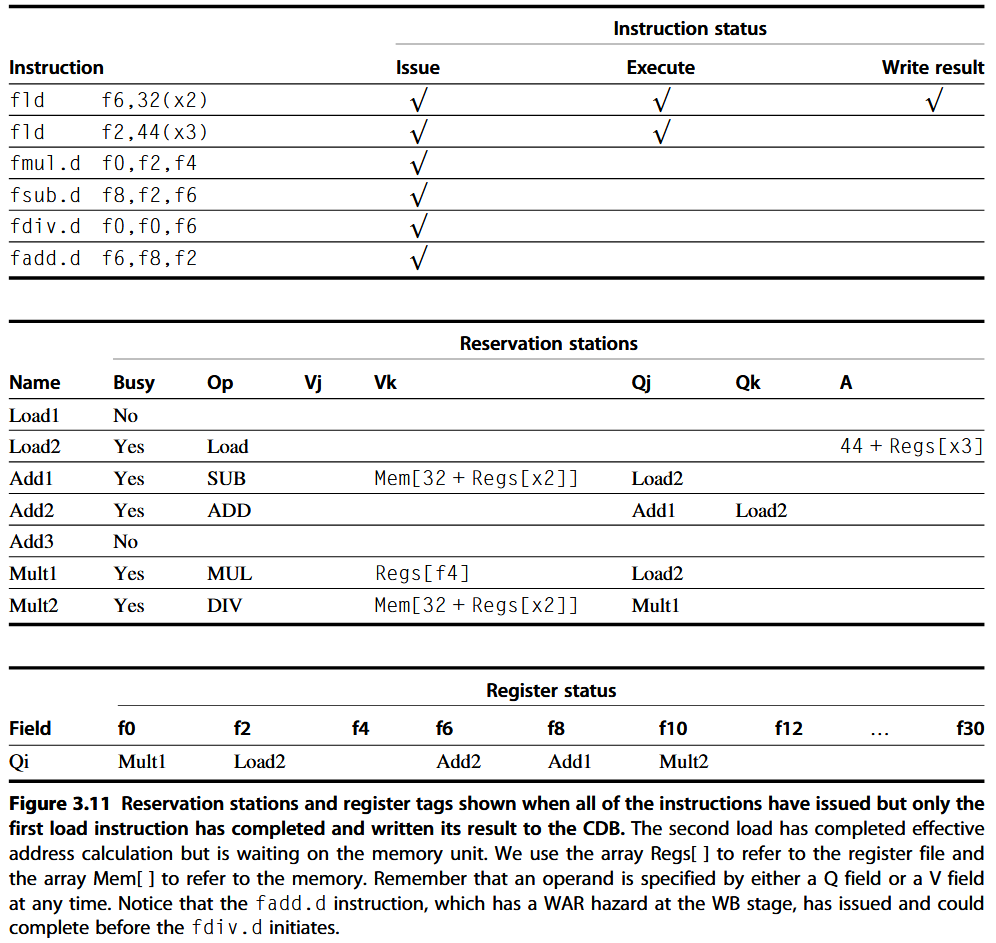 Instruction status
Instruction Issue Execute Write result
fld f6,32(x2) √ √ √
fld f2,44(x3) √ √
fmul.d f0,f2,f4 √
fsub.d f8,f2,f6 √
fdiv.d f0,f0,f6 √
fadd.d f6,f8,f2 √
Reservation stations
Name Busy Op Vj Vk Qj Qk A
Load1 No
Load2 Yes Load 44 + Regs[x3]
Add1 Yes SUB Mem[32 + Regs[x2]] Load2
Add2 Yes ADD Add1 Load2
Add3 No
Mult1 Yes MUL Regs[f4] Load2
Mult2 Yes DIV Mem[32 + Regs[x2]] Mult1
Register status
Field f0 f2 f4 f6 f8 f10 f12 … f30
Qi Mult1 Load2 Add2 Add1 Mult2
Figure 3.11 Reservation stations and register tags shown when all of the instructions have issued but only the
first load instruction has completed and written its result to the CDB. The second load has completed effective
address calculation but is waiting on the memory unit. We use the array Regs[ ] to refer to the register file and
the array Mem[ ] to refer to the memory. Remember that an operand is specified by either a Q field or a V field
at any time. Notice that the fadd.d instruction, which has a WAR hazard at the WB stage, has issued and could
complete before the fdiv.d initiates.